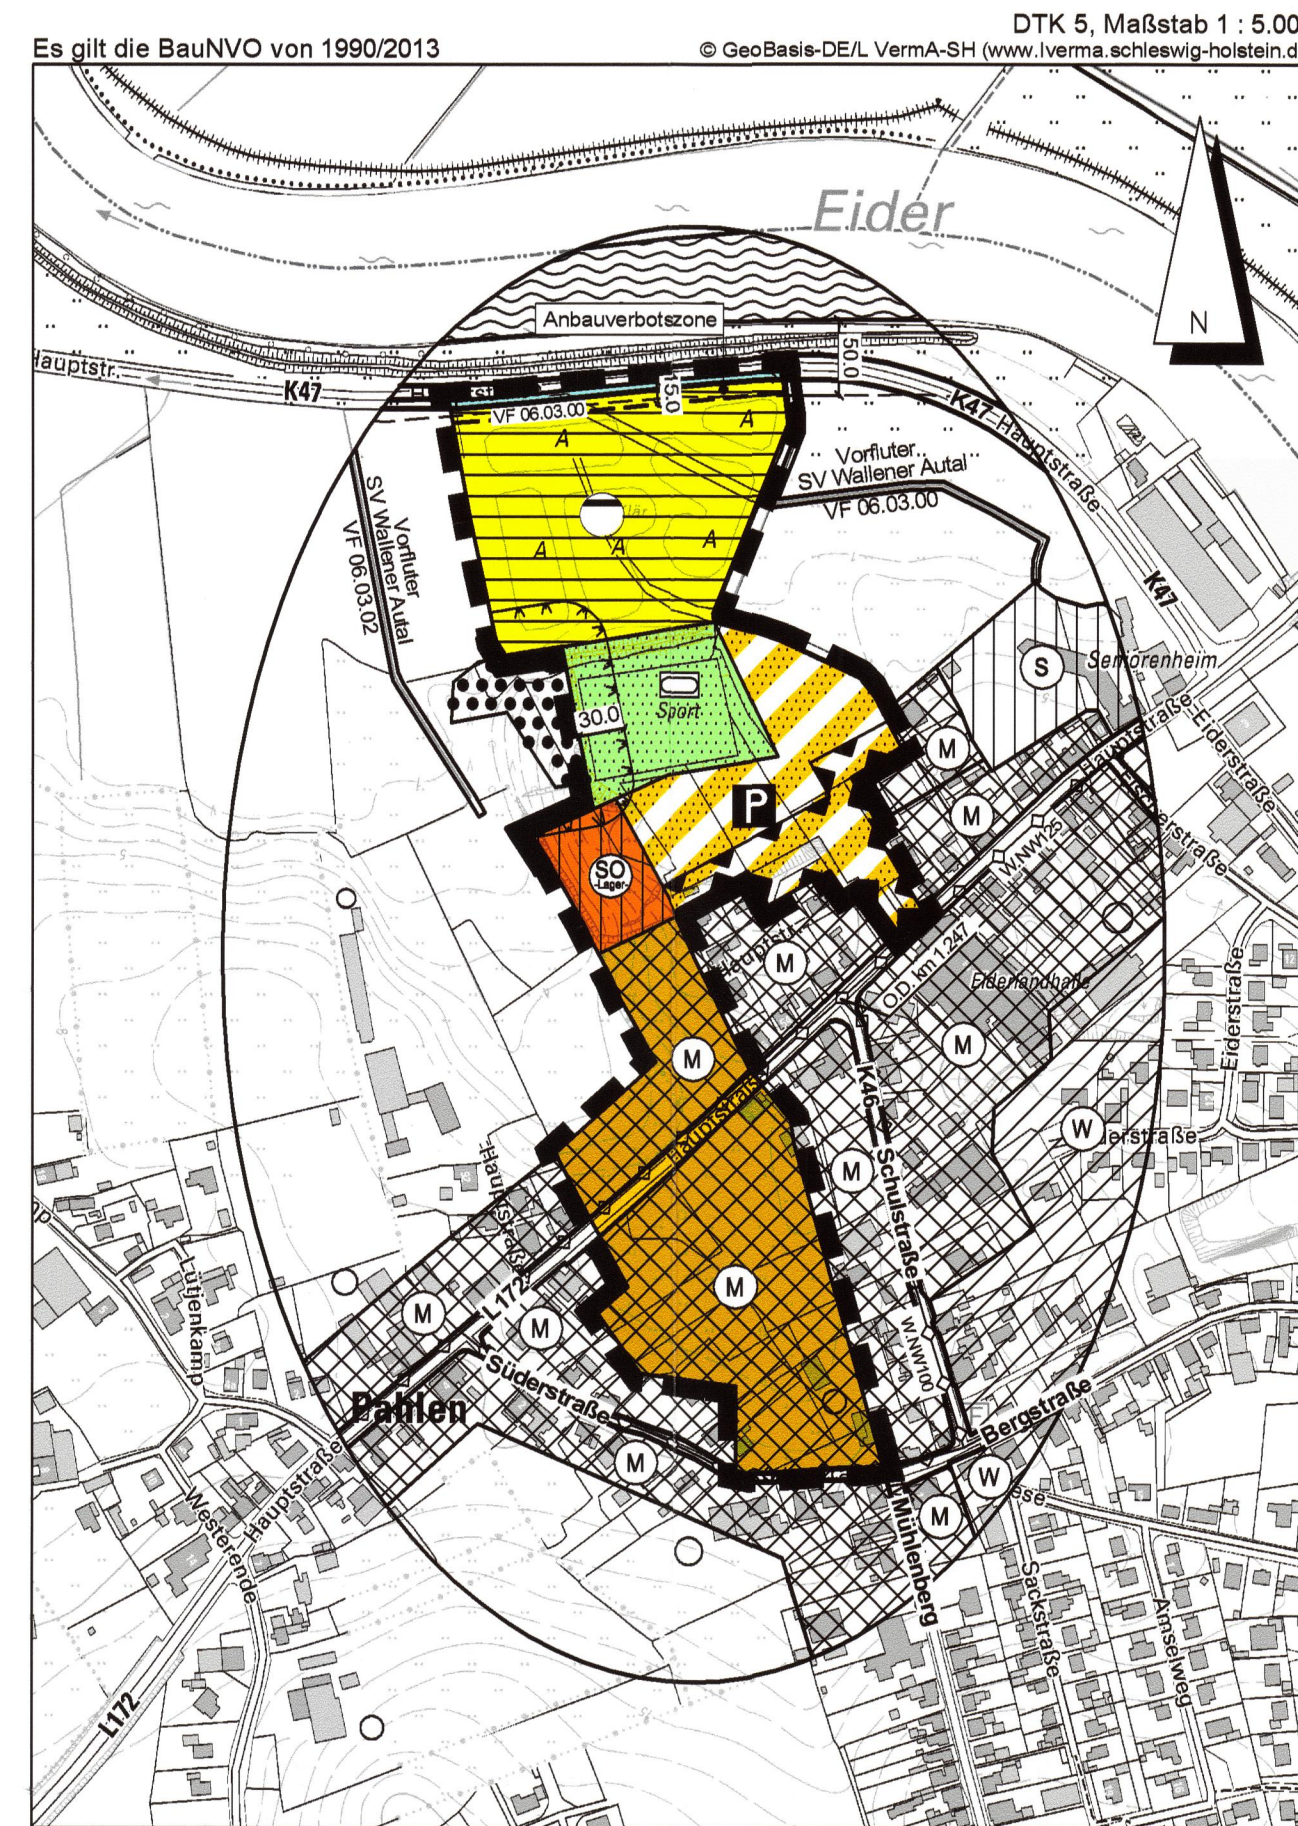 DTK 5, Maßstab 1 : 5.00
Es gilt die BauNVO von 1990/2013
© GeoBasis-DE/L VermA-SH (www.lverma.schleswig-holstein.d
Eider
N
Anbauverbotszone
50.0
15.0
Hauptstr.
K47
VF 06.03.00
K47
Hauptstraße
A
A
A
A
A
Vorfluter
SV Wallener Autal
VF 06.03.00
Vorfluter
SV Wallener Autal
VF 06.03.02
K47
S
Seniorenheim
Sport
30.0
M
Hauptstraße
Eiderstraße
P
M
Fischerstraße
W.NW125
SO
-Lager-
Hauptstr.
M
O.D. km 1.247
Eiderlandhalle
Eiderstraße
M
M
K46
W
derstraße
Hauptstraße
M
Schulstraße
-Hauptstraße
Lütjenkamp
M
L172
M
M
W.NW100
Süderstraße
Pahlen
Bergstraße
M
W
Hauptstraße
Westerende
M
Mühlenberg
Sackstraße
Amselweg
L172